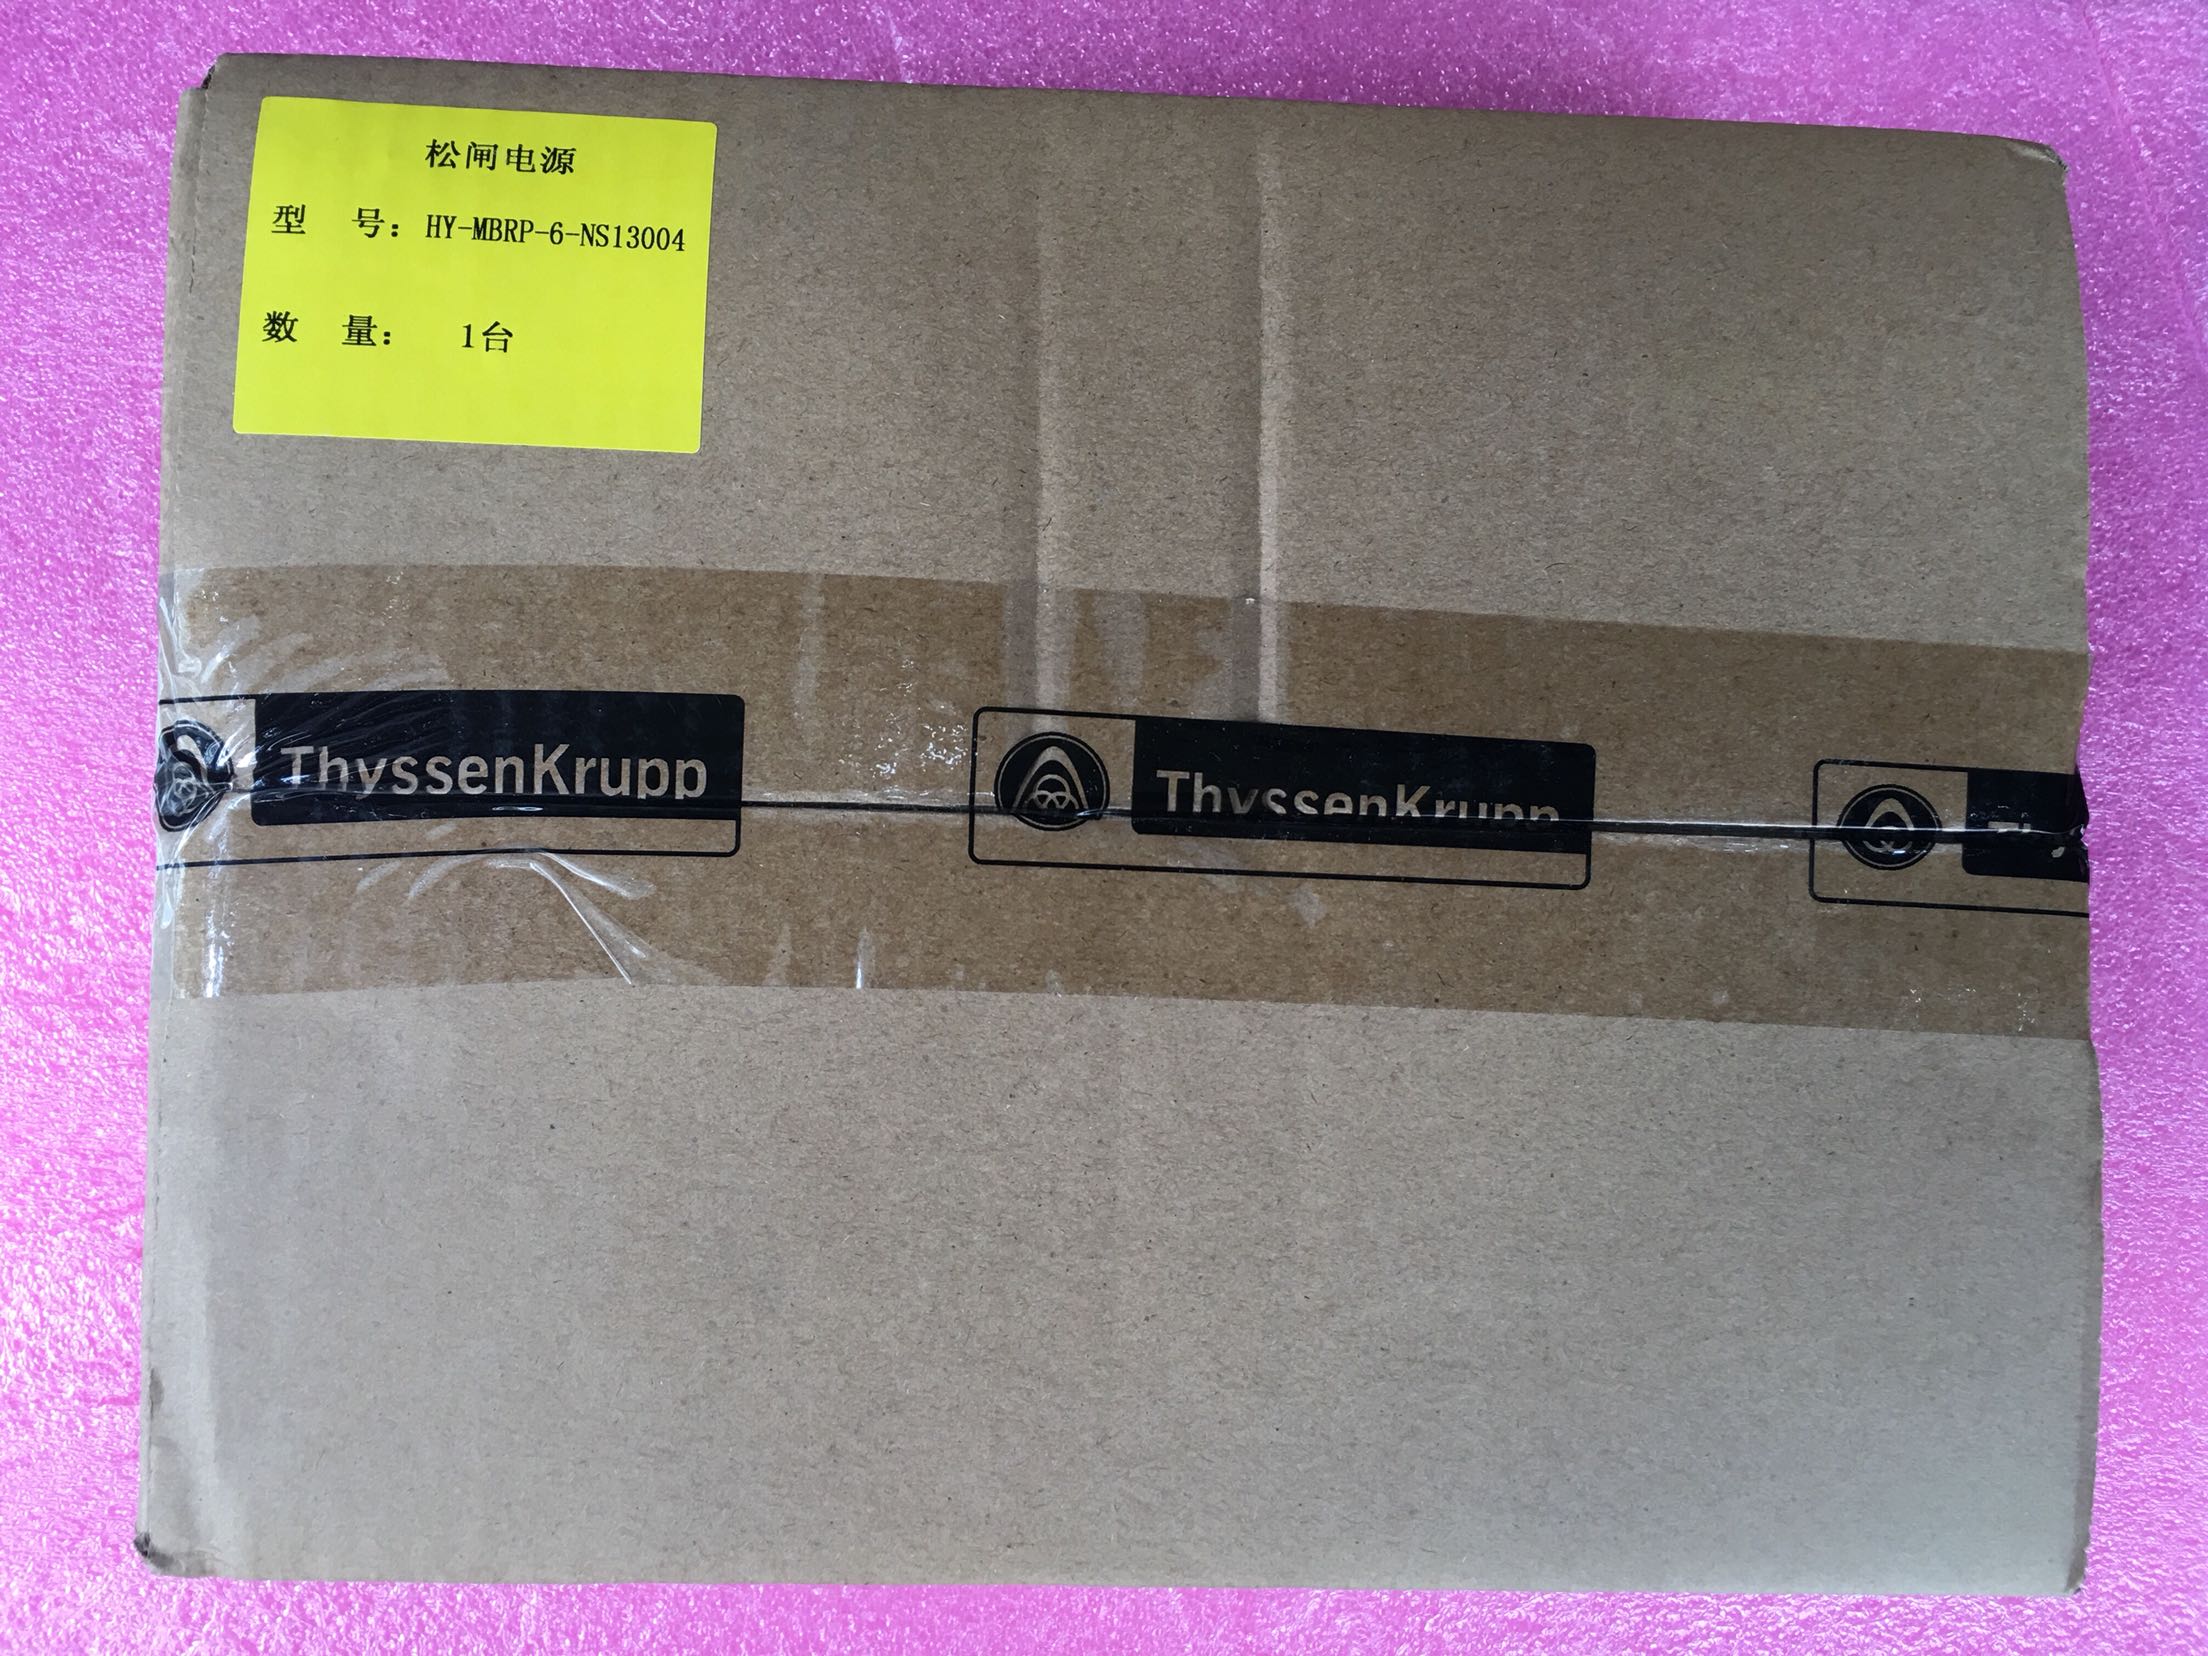 松闸电源
型 号：HY-MBRP-6-NS13004
数 量： 1台
ThyssenKrupp
ThyssenKrupp